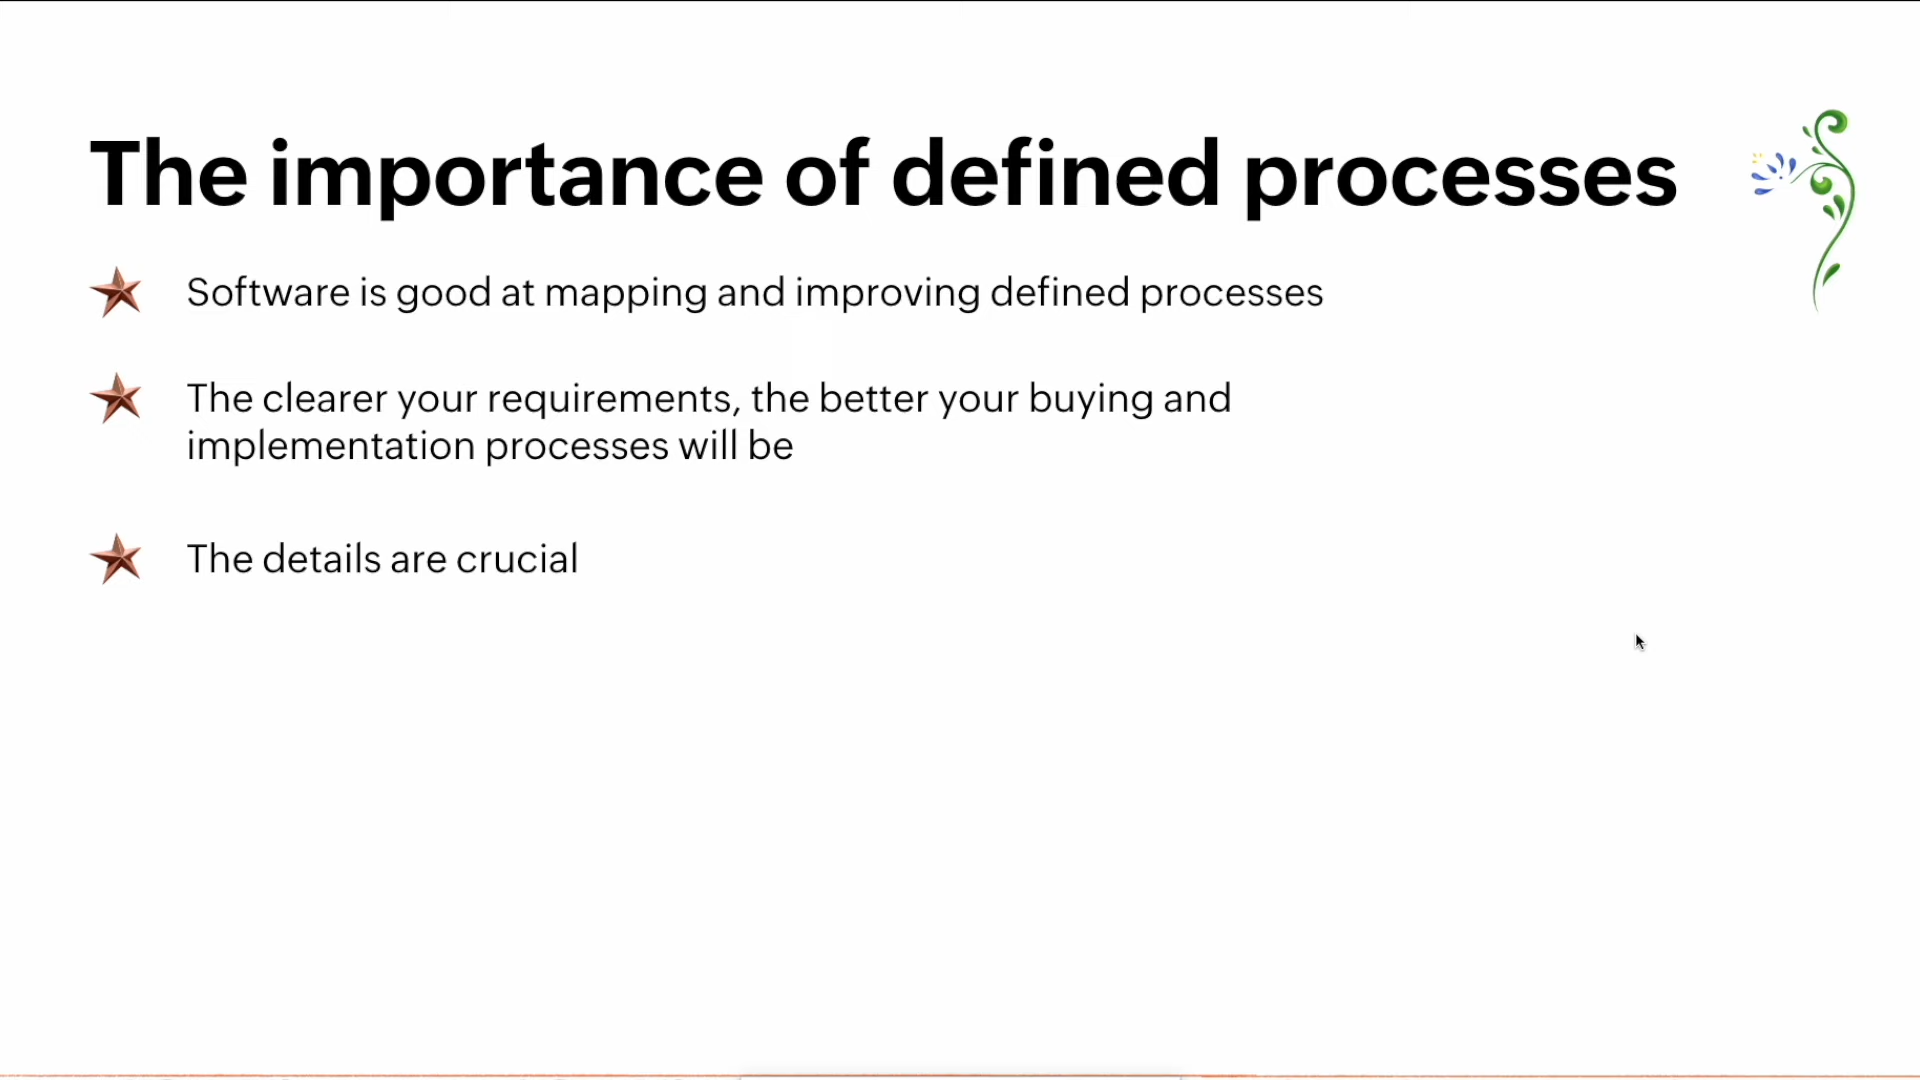 The importance of defined processes
Software is good at mapping and improving defined processes
The clearer your requirements, the better your buying and
implementation processes will be
The details are crucial